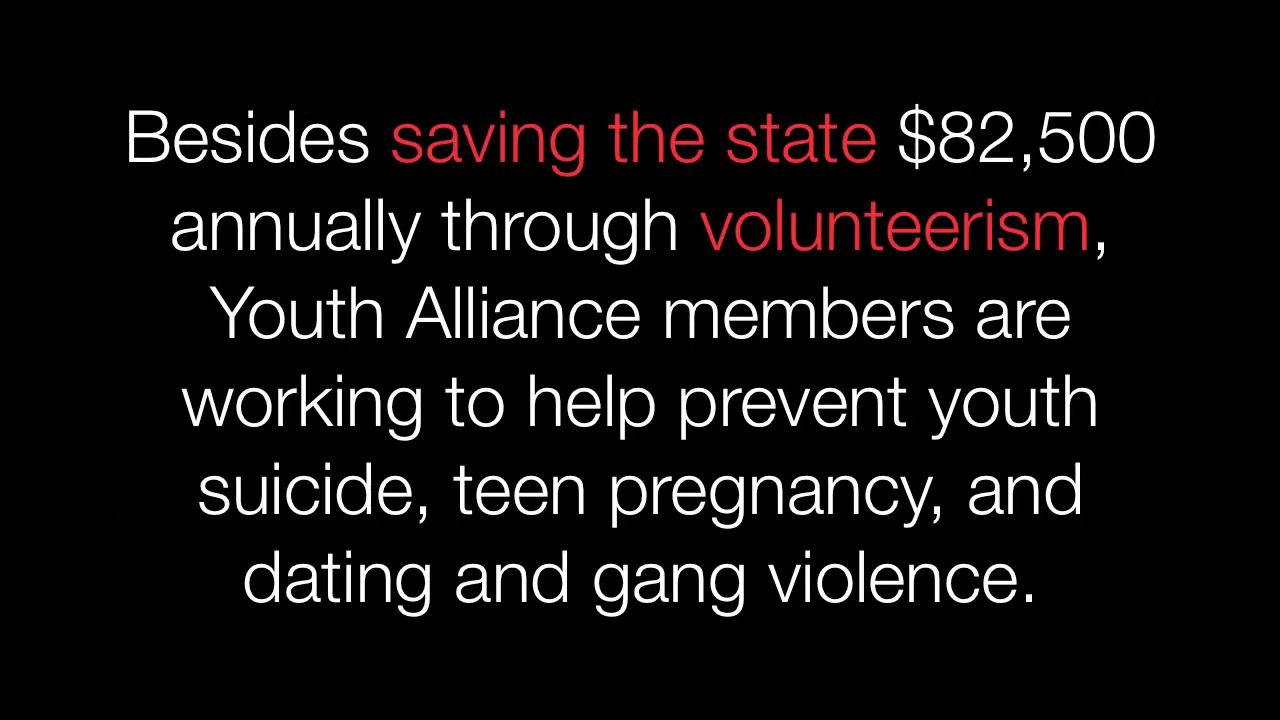 Besides saving the state $82,500
annually through volunteerism,
Youth Alliance members are
working to help prevent youth
suicide, teen pregnancy, and
dating and gang violence.